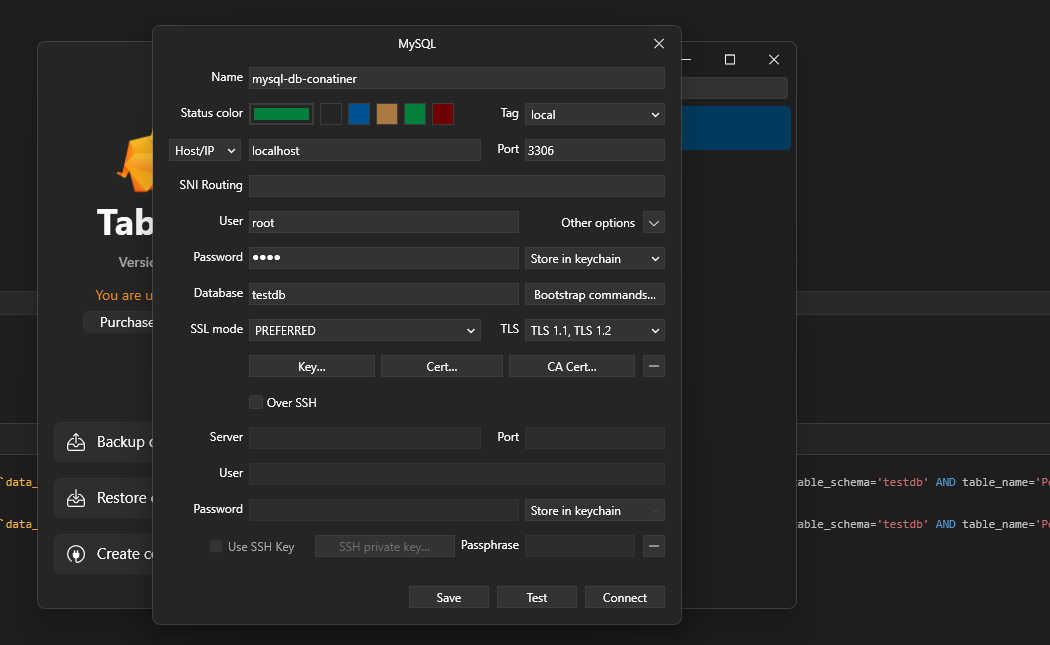 MySQL
Name mysql-db-conatiner
Status color Tag local
Host/IP localhost Port 3306
SNI Routing
User root Other options
Password •••• Store in keychain
Database testdb Bootstrap commands...
SSL mode PREFERRED TLS TLS 1.1, TLS 1.2
Key... Cert... CA Cert...
Over SSH
Server Port
User
Password Store in keychain
Use SSH Key SSH private key... Passphrase
Save Test Connect
Tab
Versic
You are u
Purchase
Backup
Restore
Create co
`data_ table_schema='testdb' AND table_name='P
`data_ table_schema='testdb' AND table_name='P